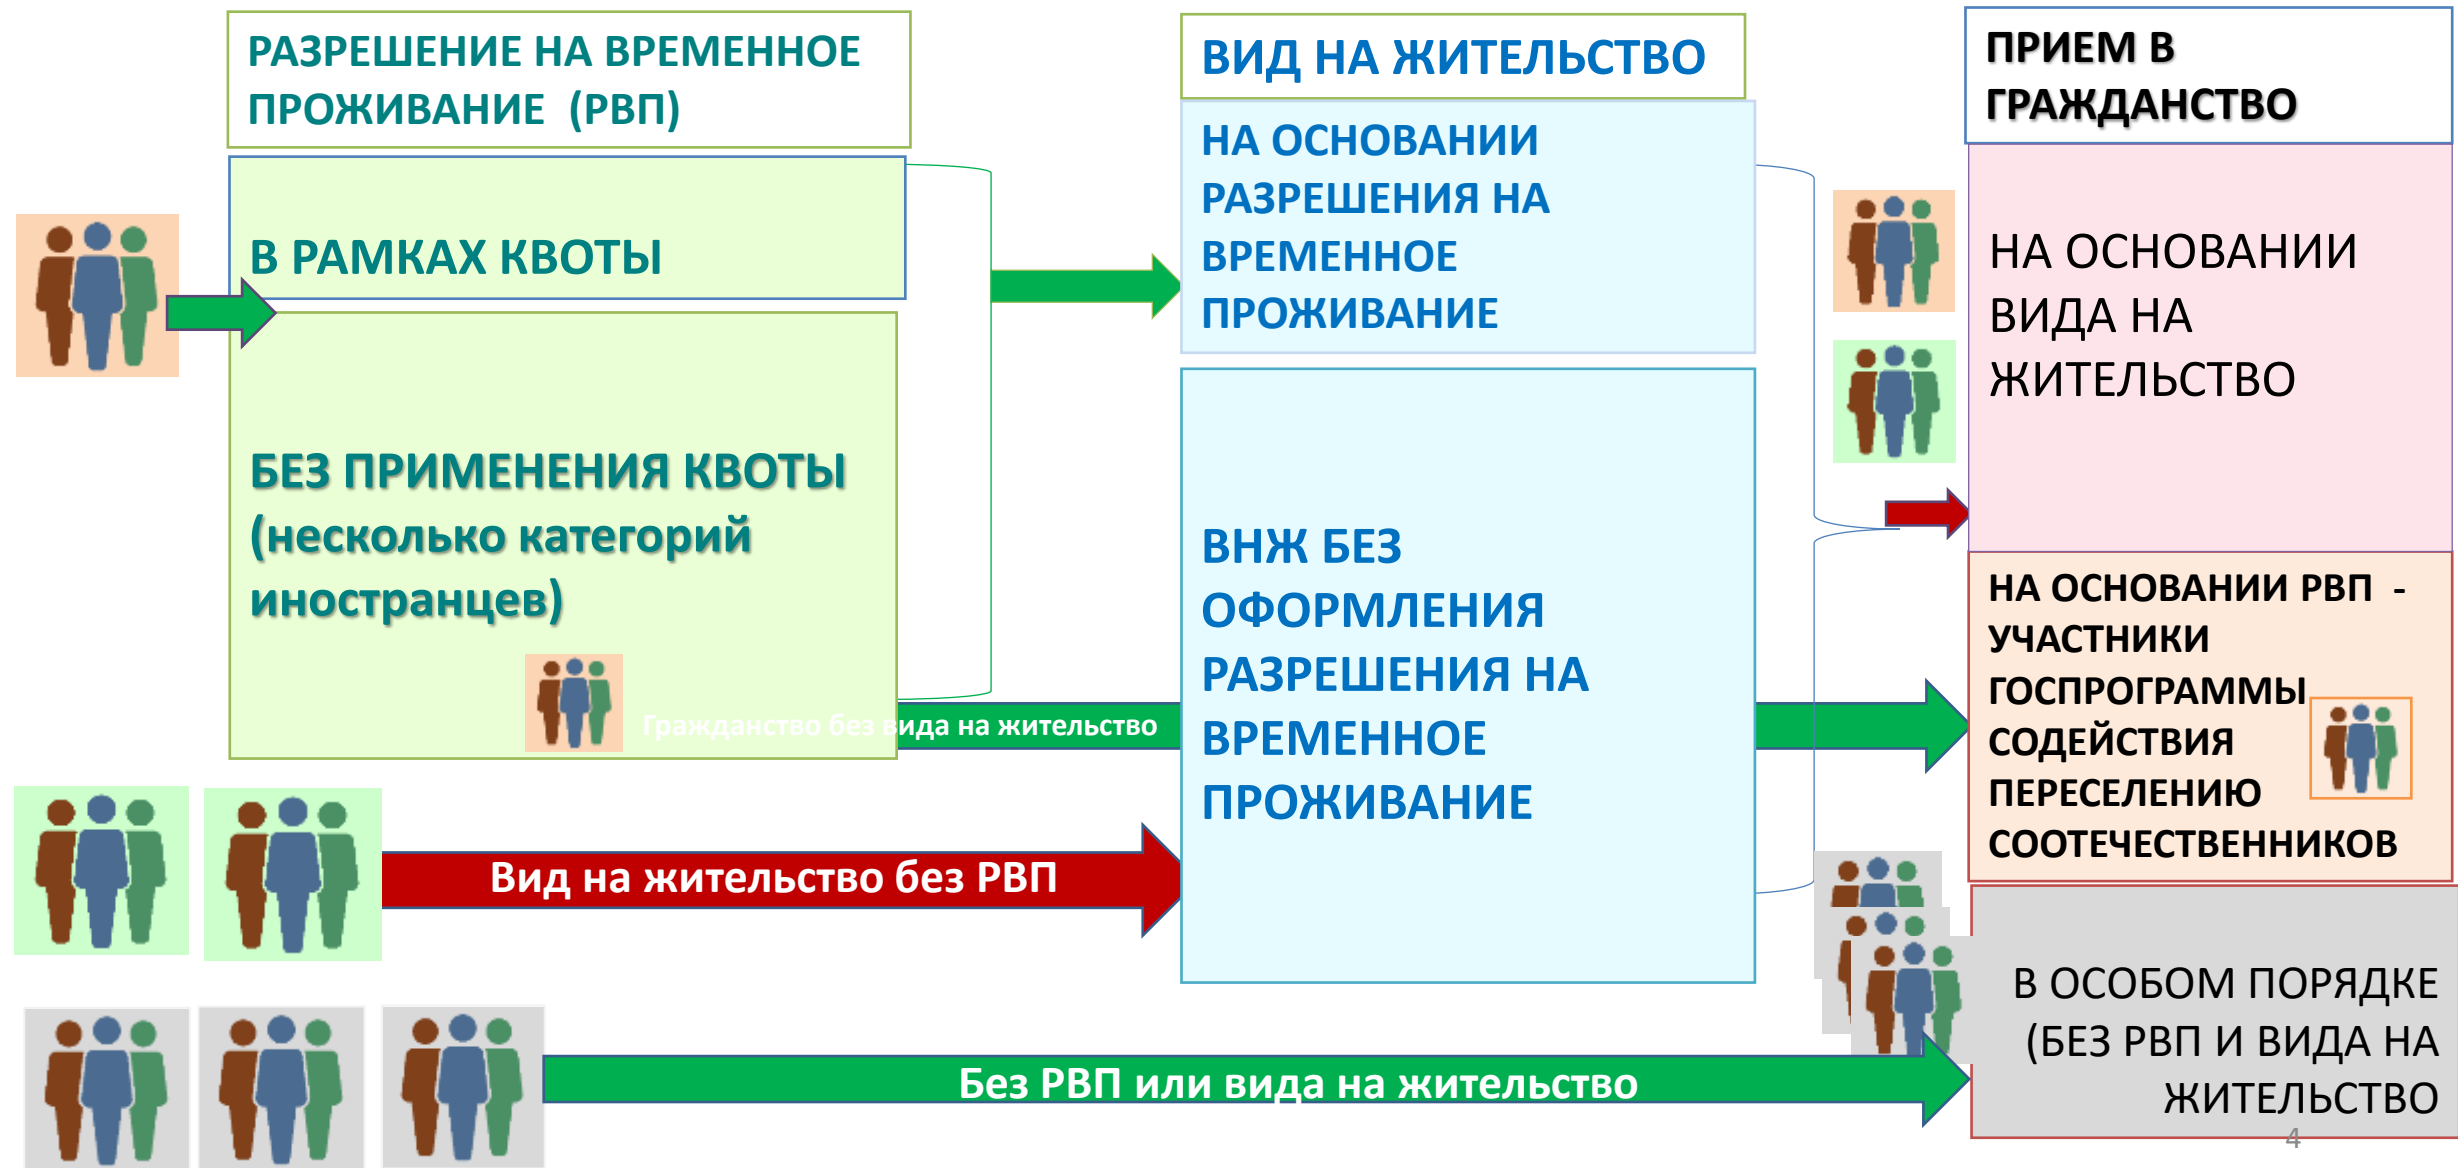 РАЗРЕШЕНИЕ НА ВРЕМЕННОЕ
ПРОЖИВАНИЕ (РВП)
В РАМКАХ КВОТЫ
БЕЗ ПРИМЕНЕНИЯ КВОТЫ
(несколько категорий
иностранцев)
Гражданство без вида на жительство
Вид на жительство без РВП
Без РВП или вида на жительство
ВИД НА ЖИТЕЛЬСТВО
НА ОСНОВАНИИ
РАЗРЕШЕНИЯ НА
ВРЕМЕННОЕ
ПРОЖИВАНИЕ
ВНЖ БЕЗ
ОФОРМЛЕНИЯ
РАЗРЕШЕНИЯ НА
ВРЕМЕННОЕ
ПРОЖИВАНИЕ
ПРИЕМ В
ГРАЖДАНСТВО
НА ОСНОВАНИИ
ВИДА НА
ЖИТЕЛЬСТВО
НА ОСНОВАНИИ РВП -
УЧАСТНИКИ
ГОСПРОГРАММЫ
СОДЕЙСТВИЯ
ПЕРЕСЕЛЕНИЮ
СООТЕЧЕСТВЕННИКОВ
В ОСОБОМ ПОРЯДКЕ
(БЕЗ РВП И ВИДА НА
ЖИТЕЛЬСТВО
4